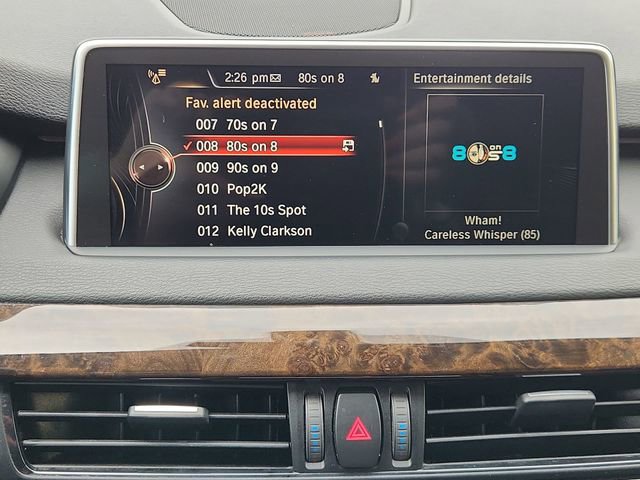 2:26 pm 80s on 8 Entertainment details
Fav. alert deactivated
007 70s on 7
008 80s on 8
009 90s on 9
010 Pop2K
011 The 10s Spot
012 Kelly Clarkson
80s on 8
Wham!
Careless Whisper (85)